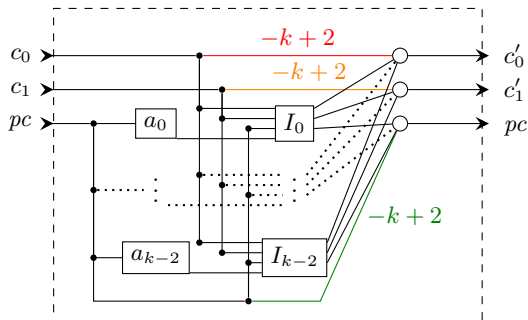 c₀ −k + 2 c′₀
c₁ −k + 2 c′₁
pc a₀ I₀ pc
−k + 2
aₖ₋₂ Iₖ₋₂